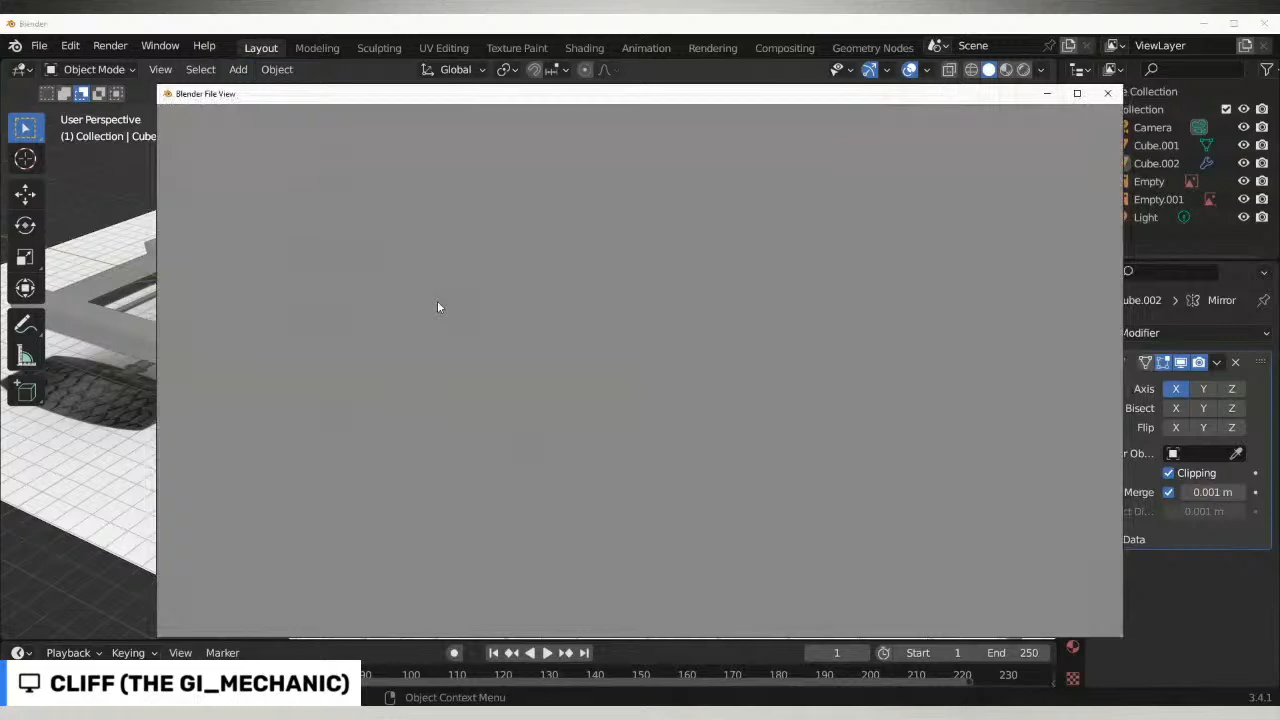 Blender
File Edit Render Window Help
Layout Modeling Sculpting UV Editing Texture Paint Shading Animation Rendering Compositing Geometry Nodes
Scene
ViewLayer
Object Mode View Select Add Object
Global
Blender File View
User Perspective
(1) Collection | Cube
e Collection
ollection
Camera
Cube.001
Cube.002
Empty
Empty.001
Light
ube.002 > Mirror
Modifier
Axis X Y Z
Bisect X Y Z
Flip X Y Z
r Ob...
Clipping
Merge 0.001 m
ct Di... 0.001 m
Data
Playback Keying View Marker
1 Start 1 End 250
90 100 110 120 130 140 150 160 170 180 190 200 210 220 230
CLIFF (THE GI_MECHANIC)
Object Context Menu
3.4.1